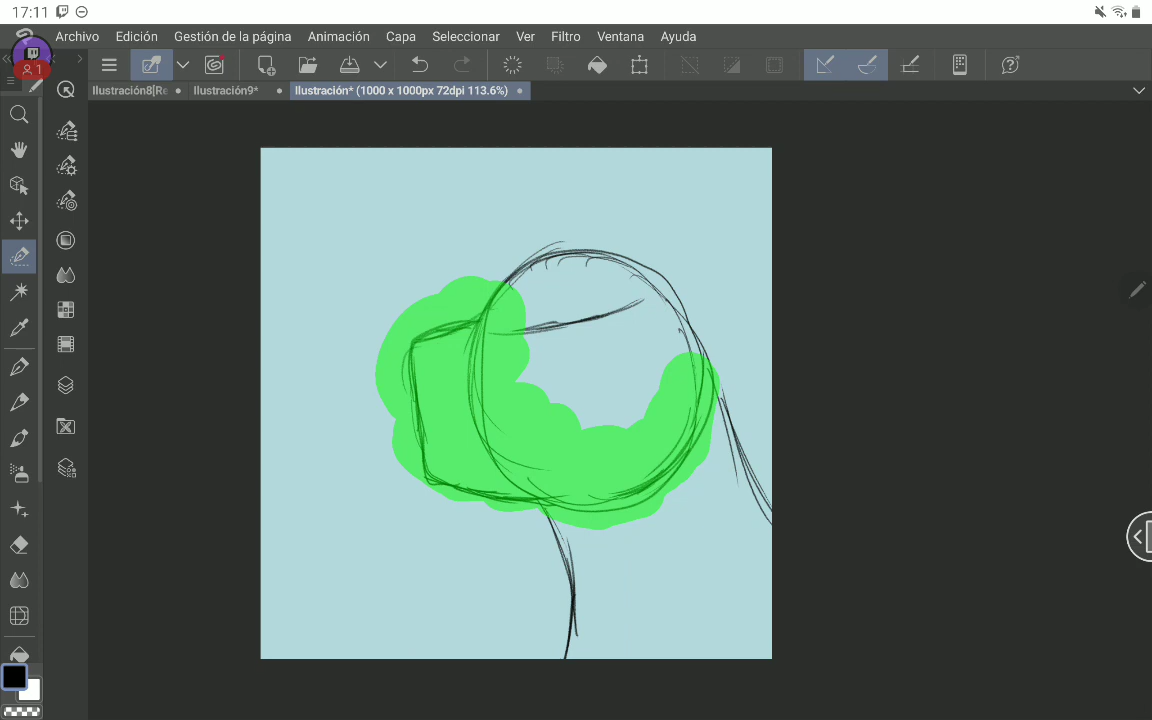 17:11
Archivo Edición Gestión de la página Animación Capa Seleccionar Ver Filtro Ventana Ayuda
1
Ilustración8[Re Ilustración9* Ilustración* (1000 x 1000px 72dpi 113.6%)